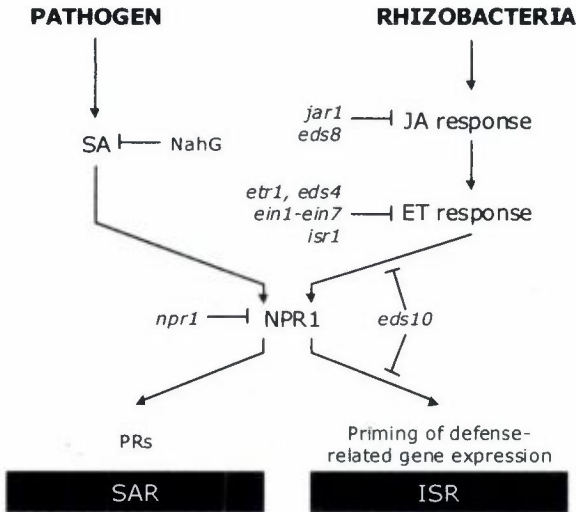 PATHOGEN
RHIZOBACTERIA
jar1
eds8
JA response
SA
NahG
etr1, eds4
ein1-ein7
isr1
ET response
npr1
NPR1
eds10
PRs
Priming of defense-
related gene expression
SAR
ISR